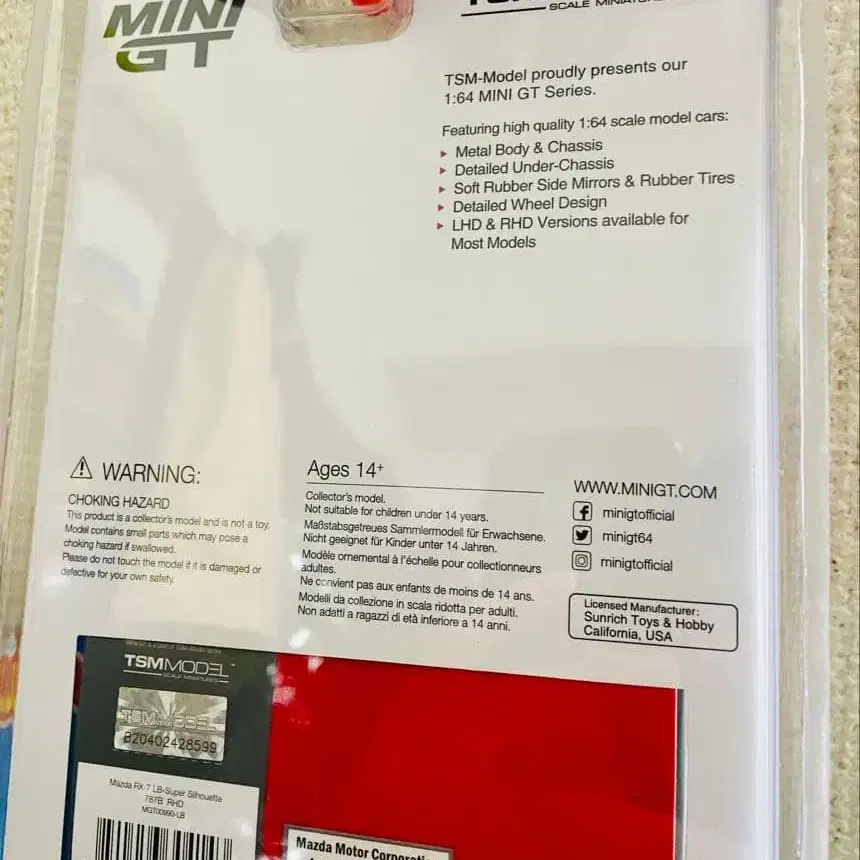 MINI
GT
SCALE
TSM-Model proudly presents our
1:64 MINI GT Series.
Featuring high quality 1:64 scale model cars:
Metal Body & Chassis
Detailed Under-Chassis
Soft Rubber Side Mirrors & Rubber Tires
Detailed Wheel Design
LHD & RHD Versions available for
Most Models
WARNING:
CHOKING HAZARD
This product is a collector's model and is not a toy.
Model contains small parts which may pose a
choking hazard if swallowed.
Please do not touch the model if it is damaged or
defective for your own safety.
Ages 14+
Collector's model.
Not suitable for children under 14 years.
Maßstabsgetreues Sammlermodell für Erwachsene.
Nicht geeignet für Kinder unter 14 Jahren.
Modèle ornemental à l'échelle pour collectionneurs
adultes.
Ne convient pas aux enfants de moins de 14 ans.
Modelli da collezione in scala ridotta per adulti.
Non adatti a ragazzi di età inferiore a 14 anni.
WWW.MINIGT.COM
minigtofficial
minigt64
minigtofficial
Licensed Manufacturer:
Sunrich Toys & Hobby
California, USA
TSMMODEL
SCALE MINIATURES
TSM MODEL
B20402428599
Mazda RX-7 LB-Super Silhouette
787B RHD
MGT00990-LB
Mazda Motor